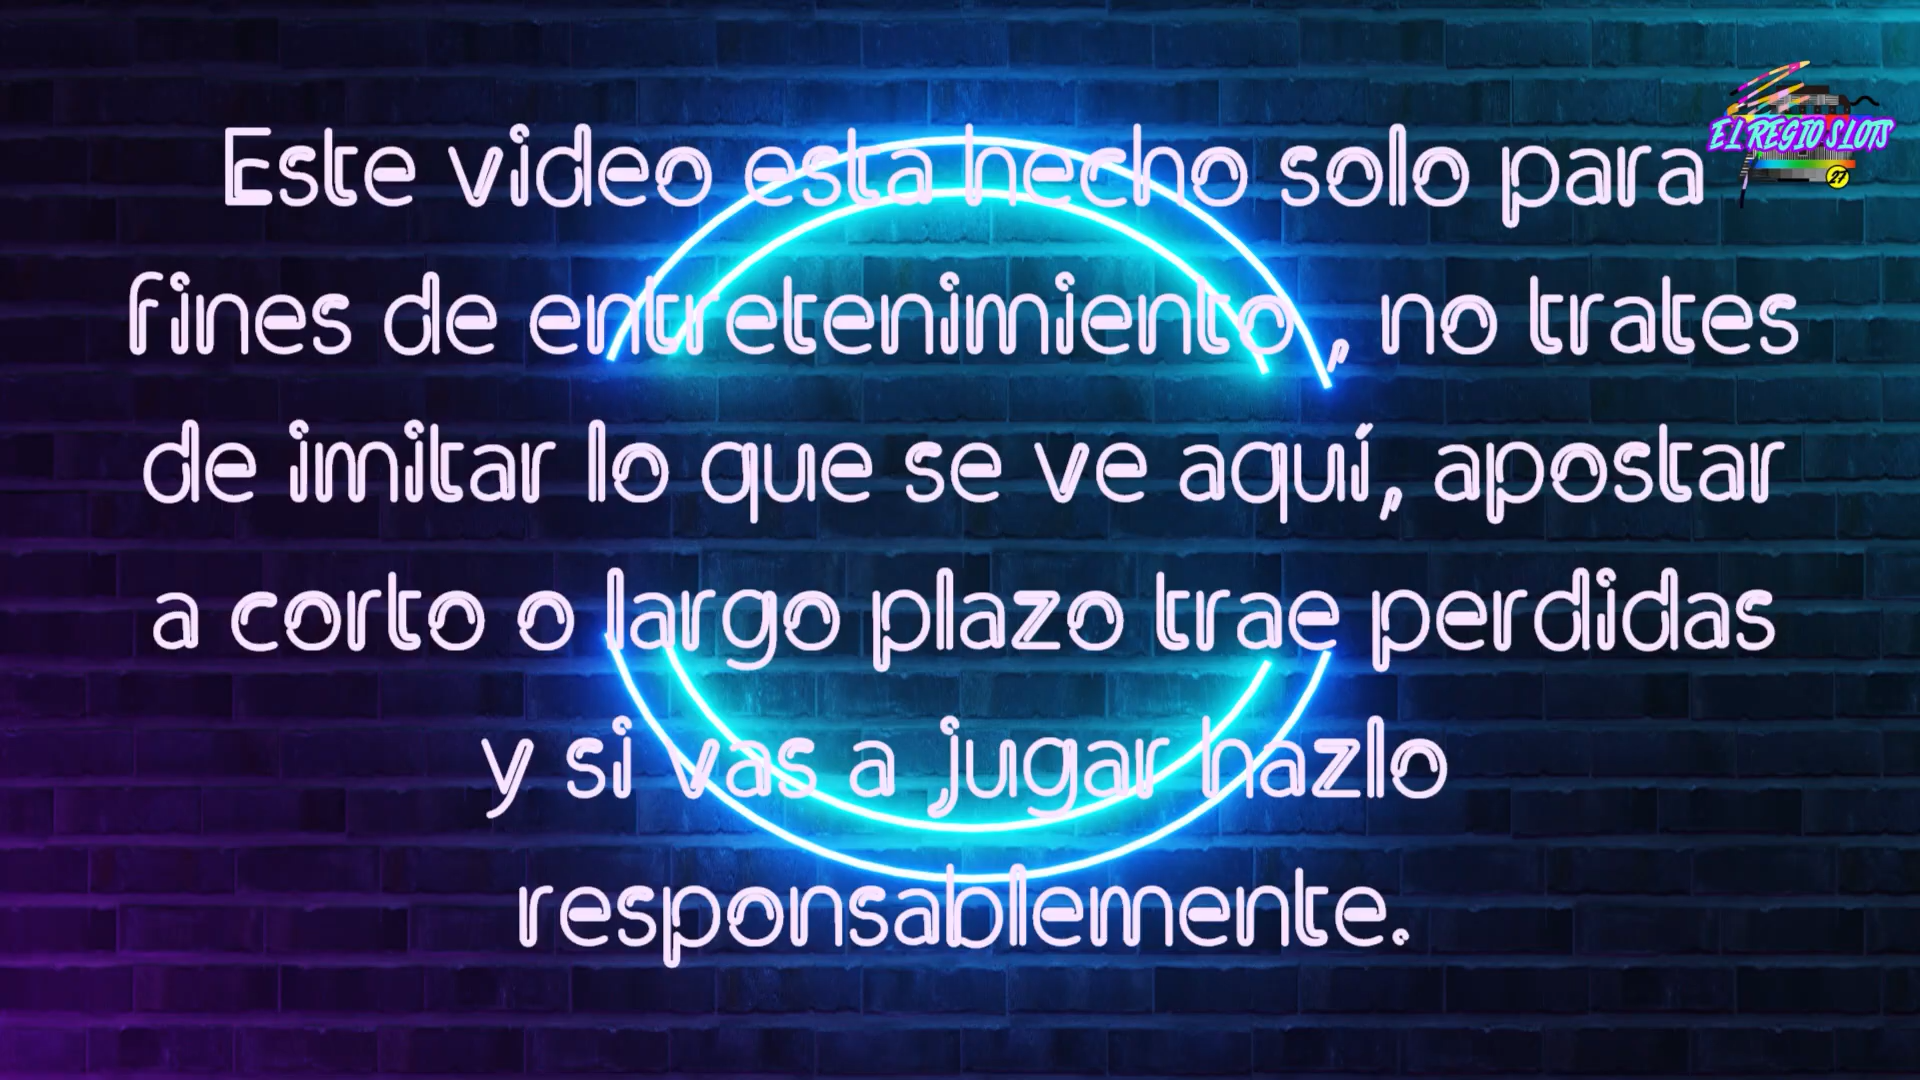 EL REGIO SLOTS
27
Este video esta hecho solo para
fines de entretenimiento , no trates
de imitar lo que se ve aquí, apostar
a corto o largo plazo trae perdidas
y si vas a jugar hazlo
responsablemente.